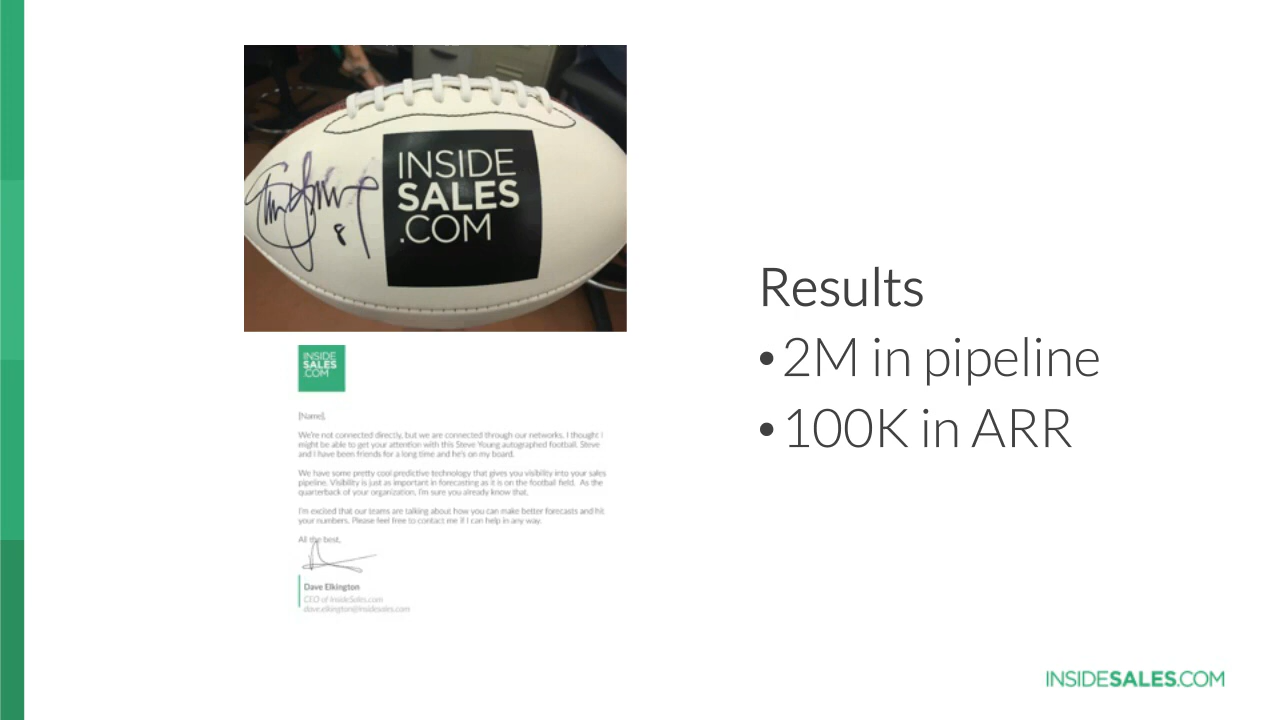 INSIDE
SALES
.COM
8
INSIDE
SALES
.COM
[Name],
We're not connected directly, but we are connected through our networks. I thought I
might be able to get your attention with this Steve Young autographed football. Steve
and I have been friends for a long time and he's on my board.
We have some pretty cool predictive technology that gives you visibility into your sales
pipeline. Visibility is just as important in forecasting as it is on the football field. As the
quarterback of your organization, I'm sure you already know that.
I'm excited that our teams are talking about how you can make better forecasts and hit
your numbers. Please feel free to contact me if I can help in any way.
All the best,
Dave Elkington
CEO of InsideSales.com
dave.elkington@insidesales.com
Results
•2M in pipeline
•100K in ARR
INSIDESALES.COM